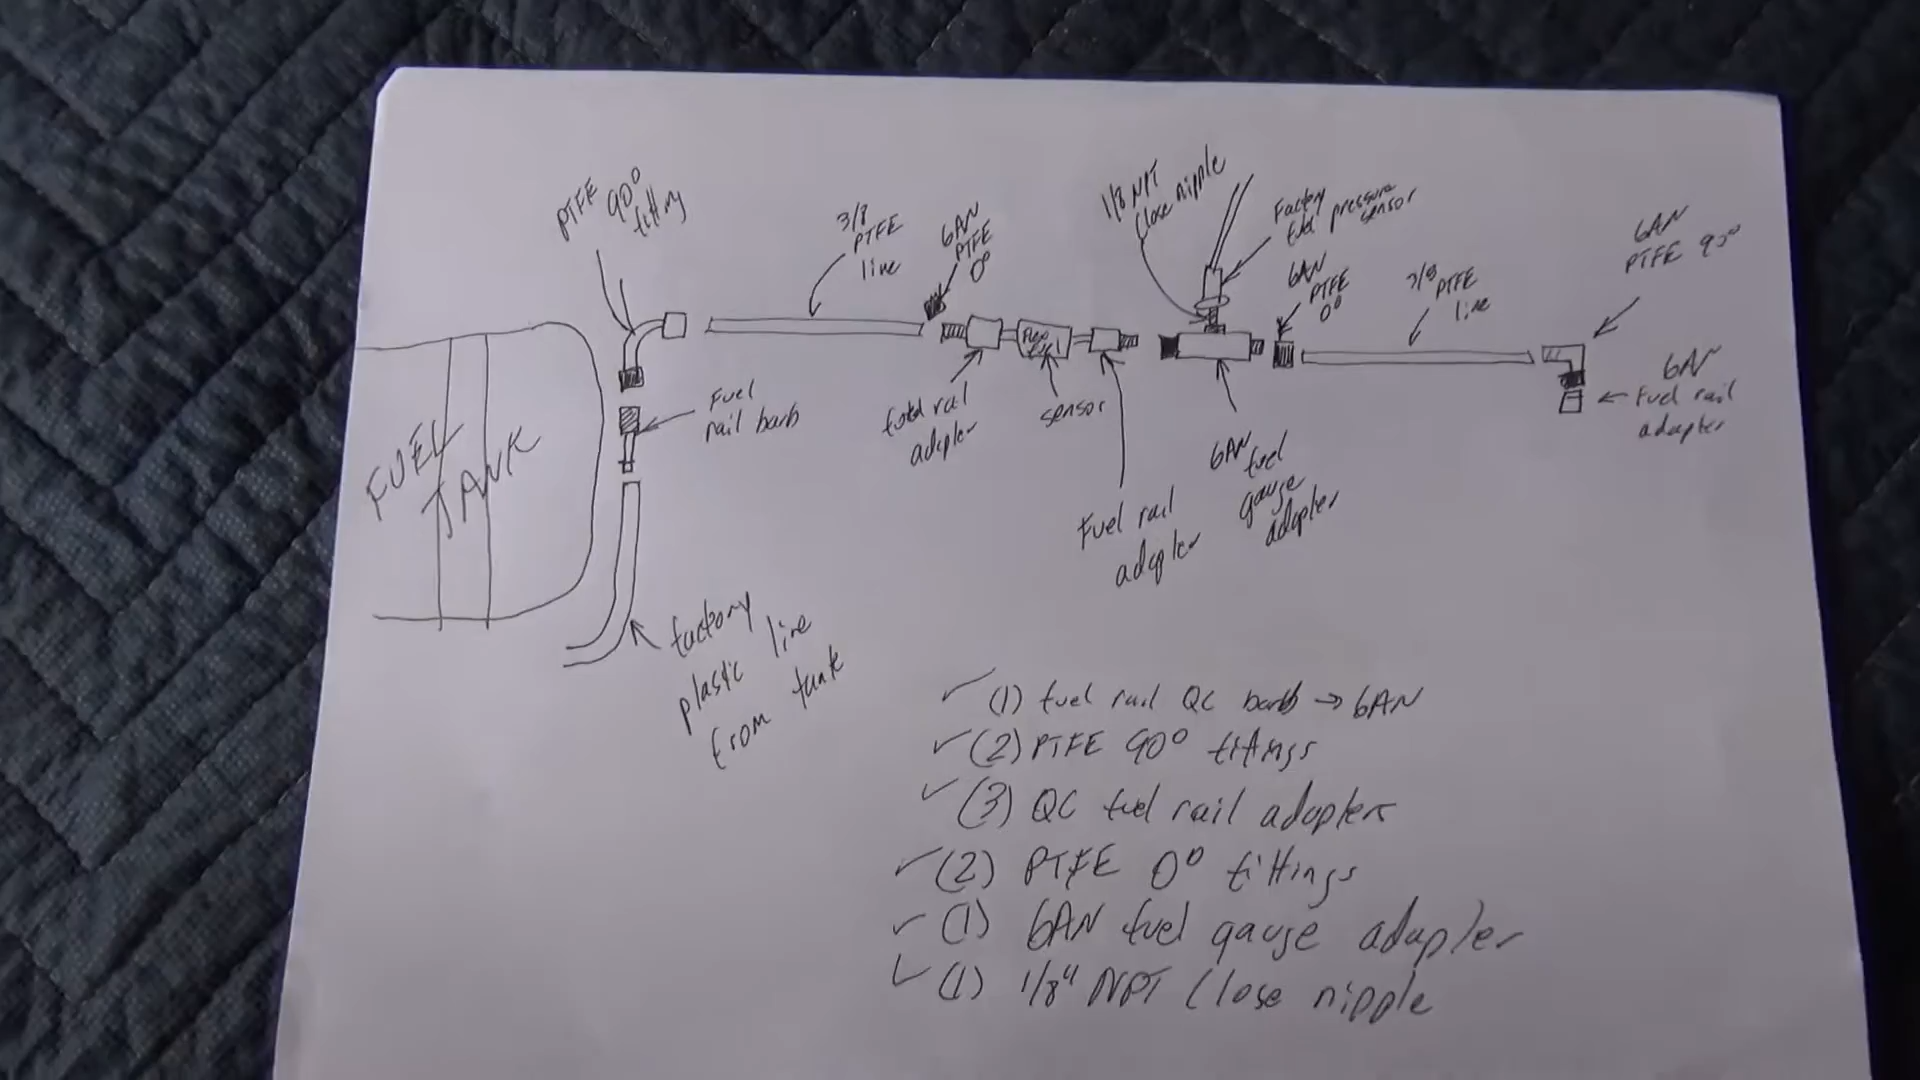 PTFE 90°
fitting
3/8
PTFE
line
6AN
PTFE
0°
1/8 NPT
Close nipple
Factory
fuel pressure
sensor
6AN
PTFE
0°
3/8 PTFE
line
6AN
PTFE 90°
FUEL
TANK
Fuel
rail barb
adapter
sensor
Fuel rail
adapter
6AN
fuel
gauge
adapter
6AN
Fuel rail
adapter
factory
plastic line
from tank
✓ (1) fuel rail QC barb → 6AN
✓ (2) PTFE 90° fittings
✓ (3) QC fuel rail adapters
✓ (2) PTFE 0° fittings
✓ (1) 6AN fuel gauge adapter
✓ (1) 1/8" NPT Close nipple